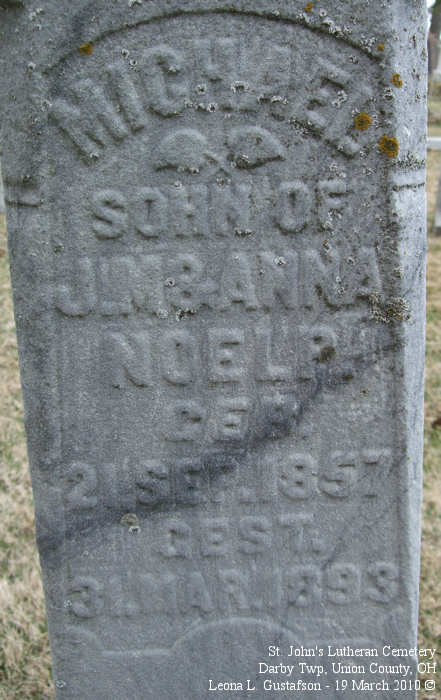 MICHAEL
SOHN OF
J.M.& ANNA
NOELP
GEB.
21 SEP. 1857
GEST.
31. MAR. 1893
St. John's Lutheran Cemetery
Darby Twp, Union County, OH
Leona L. Gustafson - 19 March 2010 ©